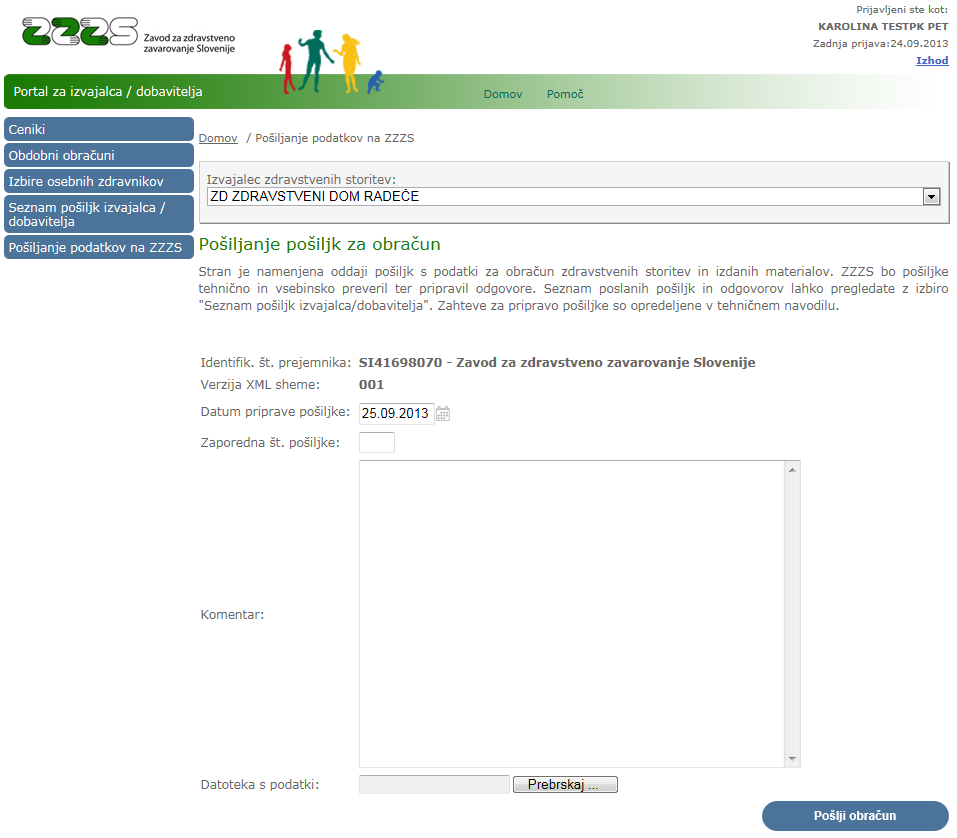 zzzs
Zavod za zdravstveno
zavarovanje Slovenije
Prijavljeni ste kot:
KAROLINA TESTPK PET
Zadnja prijava:24.09.2013
Izhod
Portal za izvajalca / dobavitelja
Domov Pomoč
Ceniki
Obdobni obračuni
Izbire osebnih zdravnikov
Seznam pošiljk izvajalca /
dobavitelja
Pošiljanje podatkov na ZZZS
Domov / Pošiljanje podatkov na ZZZS
Izvajalec zdravstvenih storitev:
ZD ZDRAVSTVENI DOM RADEČE
Pošiljanje pošiljk za obračun
Stran je namenjena oddaji pošiljk s podatki za obračun zdravstvenih storitev in izdanih materialov. ZZZS bo pošiljke
tehnično in vsebinsko preveril ter pripravil odgovore. Seznam poslanih pošiljk in odgovorov lahko pregledate z izbiro
"Seznam pošiljk izvajalca/dobavitelja". Zahteve za pripravo pošiljke so opredeljene v tehničnem navodilu.
Identifik. št. prejemnika: SI41698070 - Zavod za zdravstveno zavarovanje Slovenije
Verzija XML sheme: 001
Datum priprave pošiljke: 25.09.2013
Zaporedna št. pošiljke:
Komentar:
Datoteka s podatki: Prebrskaj ...
Pošlji obračun